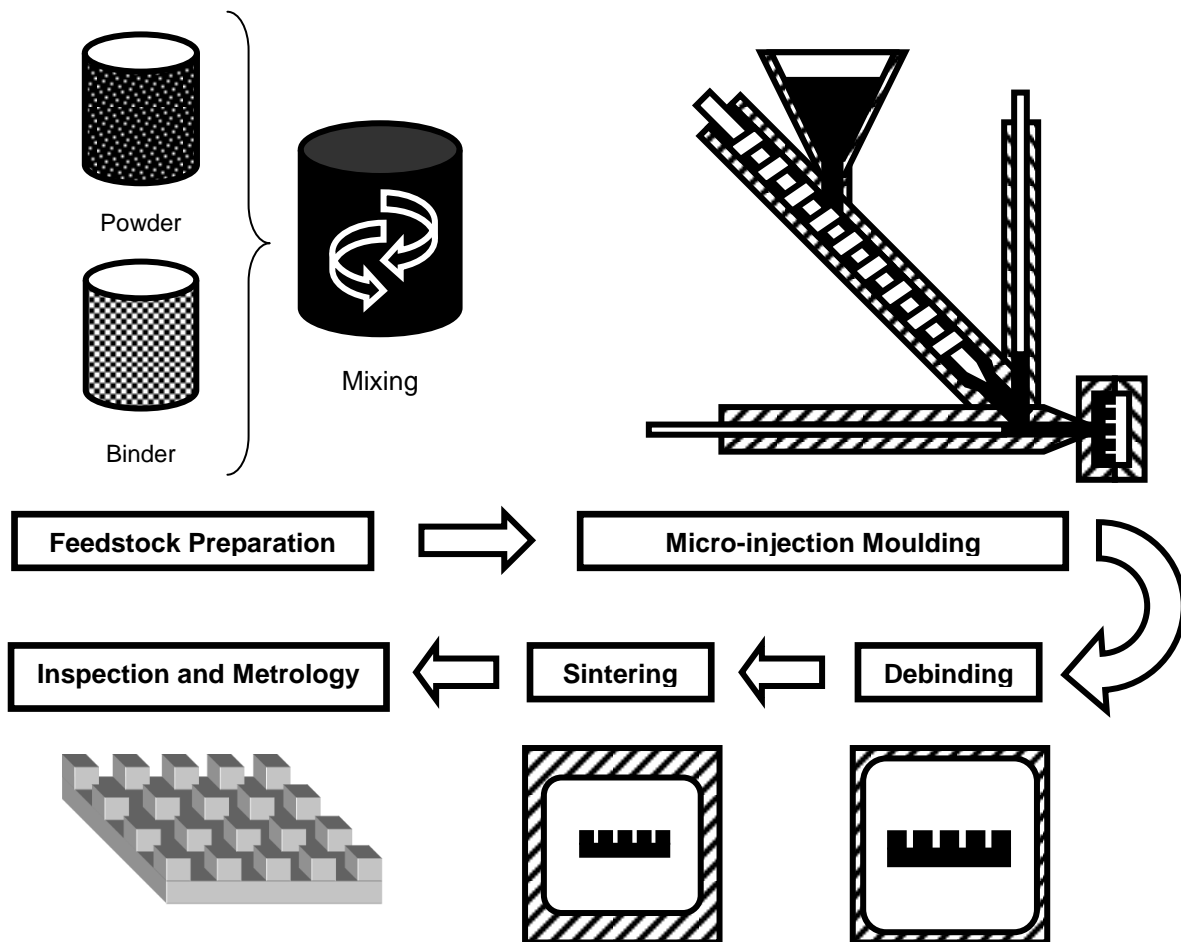 Powder
Mixing
Binder
Feedstock Preparation
Micro-injection Moulding
Inspection and Metrology
Sintering
Debinding